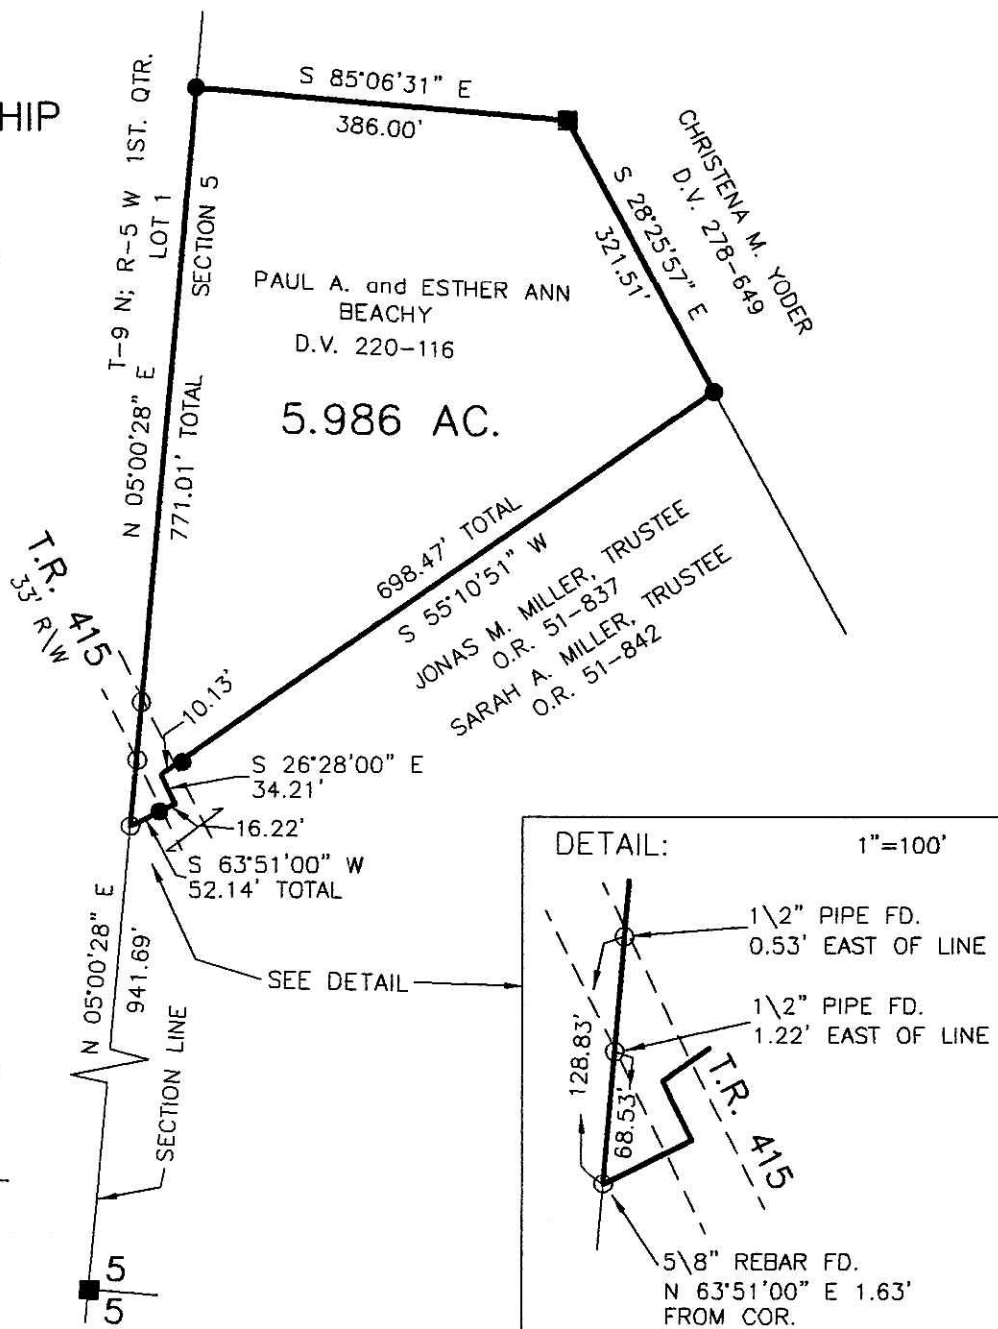 HIP
S 85°06'31" E
386.00'
T-9 N; R-5 W 1ST. QTR.
LOT 1
SECTION 5
CHRISTENA M. YODER
D.V. 278-649
S 28°25'57" E
321.51'
PAUL A. and ESTHER ANN
BEACHY
D.V. 220-116
5.986 AC.
N 05°00'28" E
771.01' TOTAL
698.47' TOTAL
S 55°10'51" W
JONAS M. MILLER, TRUSTEE
O.R. 51-837
SARAH A. MILLER, TRUSTEE
O.R. 51-842
T.R. 415
33' R\W
10.13'
S 26°28'00" E
34.21'
16.22'
S 63°51'00" W
52.14' TOTAL
N 05°00'28" E
941.69'
SEE DETAIL
SECTION LINE
5
5
DETAIL:
1"=100'
1\2" PIPE FD.
0.53' EAST OF LINE
1\2" PIPE FD.
1.22' EAST OF LINE
128.83'
68.53'
T.R. 415
5\8" REBAR FD.
N 63°51'00" E 1.63'
FROM COR.